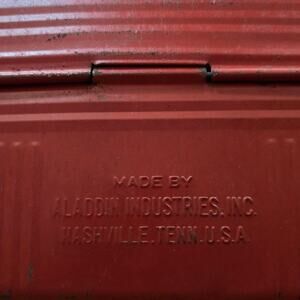 MADE BY
ALADDIN INDUSTRIES, INC.
NASHVILLE, TENN. U.S.A.